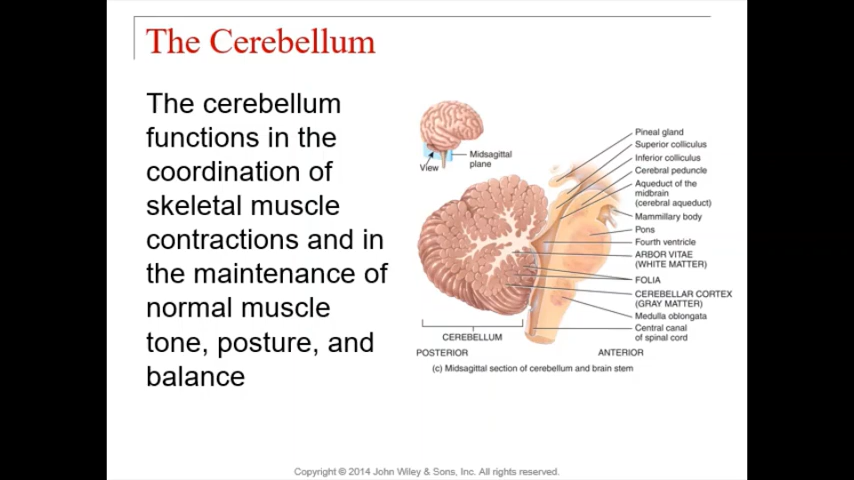 The Cerebellum
The cerebellum
functions in the
coordination of
skeletal muscle
contractions and in
the maintenance of
normal muscle
tone, posture, and
balance
View
Midsagittal
plane
Pineal gland
Superior colliculus
Inferior colliculus
Cerebral peduncle
Aqueduct of the
midbrain
(cerebral aqueduct)
Mammillary body
Pons
Fourth ventricle
ARBOR VITAE
(WHITE MATTER)
FOLIA
CEREBELLAR CORTEX
(GRAY MATTER)
Medulla oblongata
Central canal
of spinal cord
CEREBELLUM
POSTERIOR
ANTERIOR
(c) Midsagittal section of cerebellum and brain stem
Copyright © 2014 John Wiley & Sons, Inc. All rights reserved.